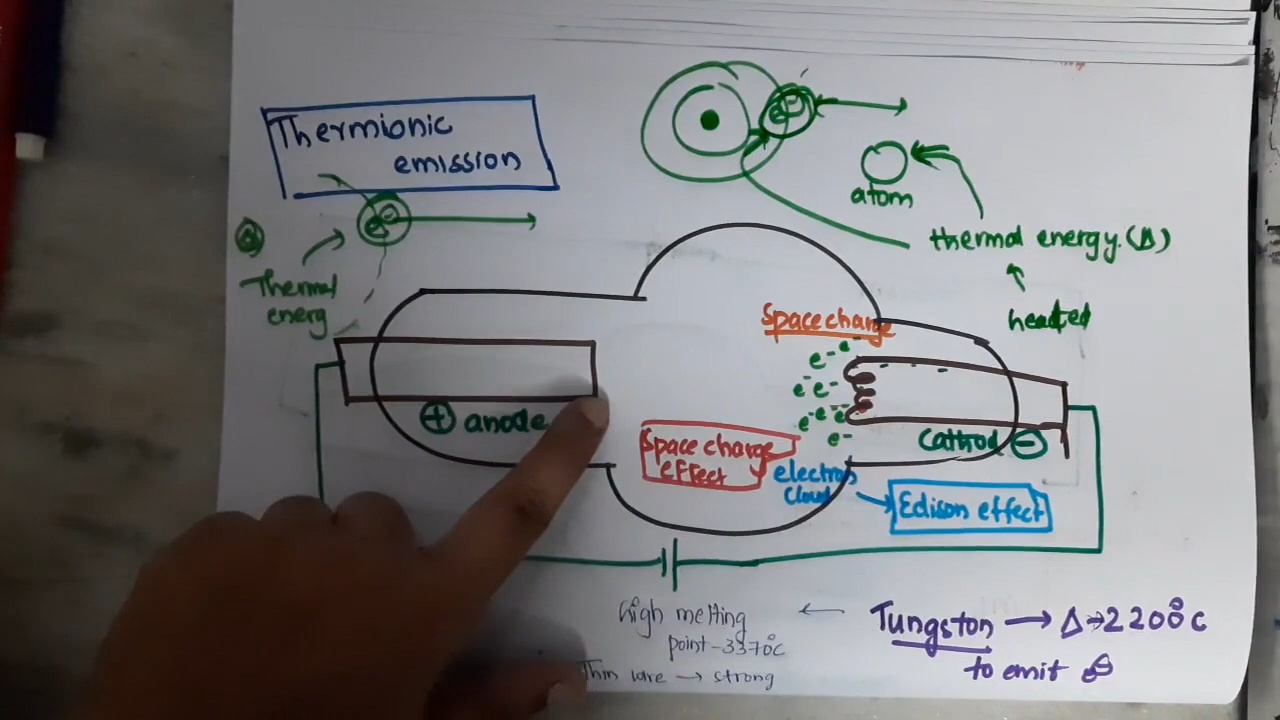 Thermionic
emission
e-
atom
thermal energy.(Δ)
heated
e-
Thermal
energ
Space charge
e- e-
e- e-
e- e- e-
e-
+ anode
Cathod -
Space charge
effect
electron
cloud
Edison effect
high melting
point-3370°C
Thin wire → strong
← Tungston → Δ→2200°C
to emit e-